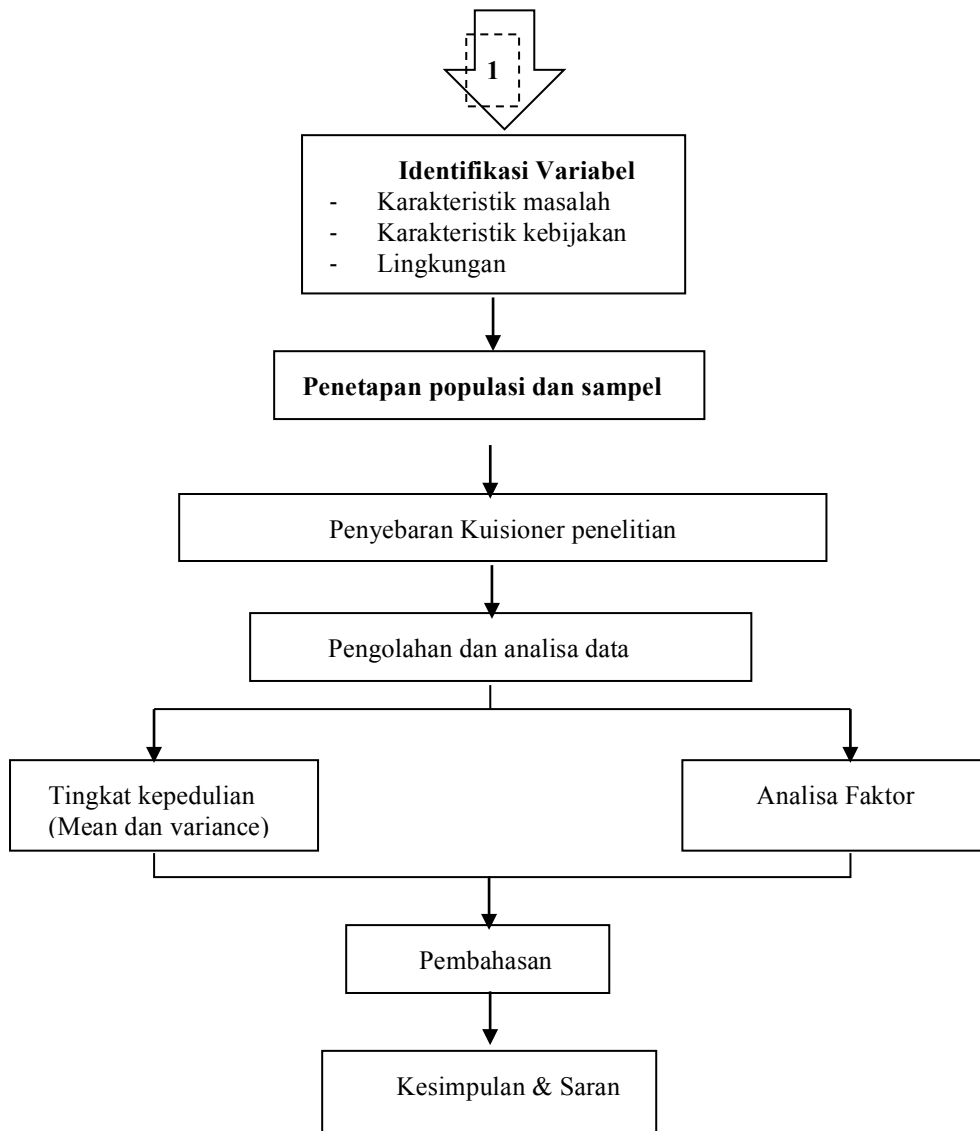 1
Identifikasi Variabel
- Karakteristik masalah
- Karakteristik kebijakan
- Lingkungan
Penetapan populasi dan sampel
Penyebaran Kuisioner penelitian
Pengolahan dan analisa data
Tingkat kepedulian
(Mean dan variance)
Analisa Faktor
Pembahasan
Kesimpulan & Saran